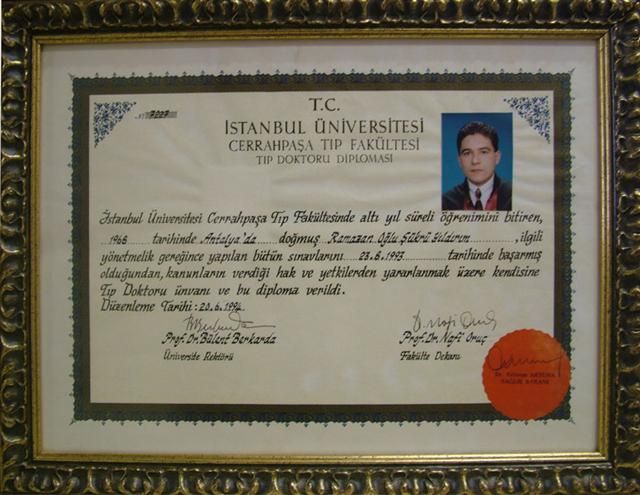 7227
T.C.
İSTANBUL ÜNİVERSİTESİ
CERRAHPAŞA TIP FAKÜLTESİ
TIP DOKTORU DİPLOMASI
İstanbul Üniversitesi Cerrahpaşa Tıp Fakültesinde altı yıl süreli öğrenimini bitiren,
1968 tarihinde Antalya'da doğmuş Ramazan Oğlu Şükrü Yıldırım, ilgili
yönetmelik gereğince yapılan bütün sınavlarını 23.6.1993 tarihinde başarmış
olduğundan, kanunların verdiği hak ve yetkilerden yararlanmak üzere kendisine
Tıp Doktoru ünvanı ve bu diploma verildi.
Düzenleme Tarihi: 20.6.1994
Prof.Dr.Bülent Berkarda
Üniversite Rektörü
Prof.Dr.Nafi Oruç
Fakülte Dekanı
SAĞLIK BAKANI